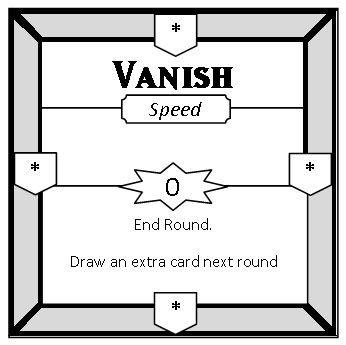 *
VANISH
Speed
* 0 *
End Round.
Draw an extra card next round
*